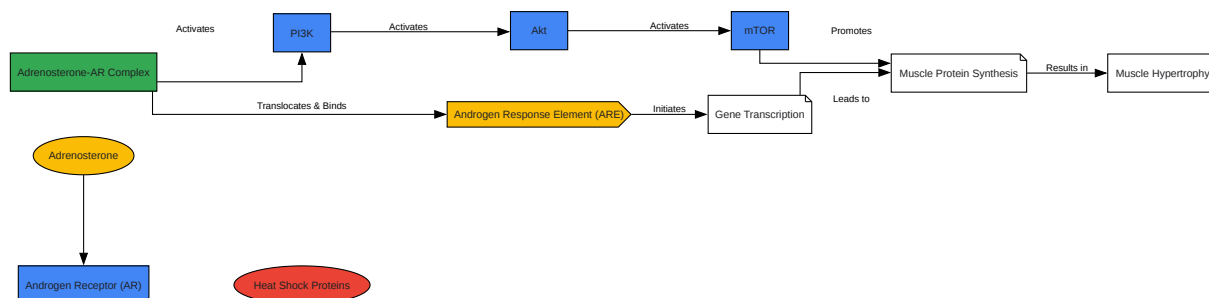 Activates
PI3K
Activates
Akt
Activates
mTOR
Promotes
Adrenosterone-AR Complex
Muscle Protein Synthesis
Results in
Muscle Hypertrophy
Translocates & Binds
Androgen Response Element (ARE)
Initiates
Gene Transcription
Leads to
Adrenosterone
Androgen Receptor (AR)
Heat Shock Proteins